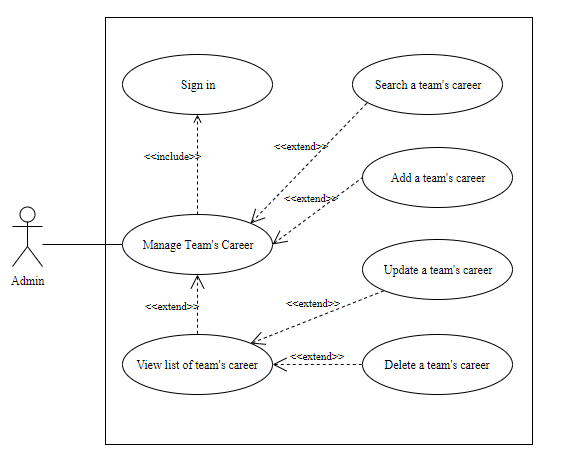 Sign in
Search a team's career
<<include>>
<<extend>>
Add a team's career
<<extend>>
Manage Team's Career
Admin
Update a team's career
<<extend>>
<<extend>>
View list of team's career
<<extend>>
Delete a team's career